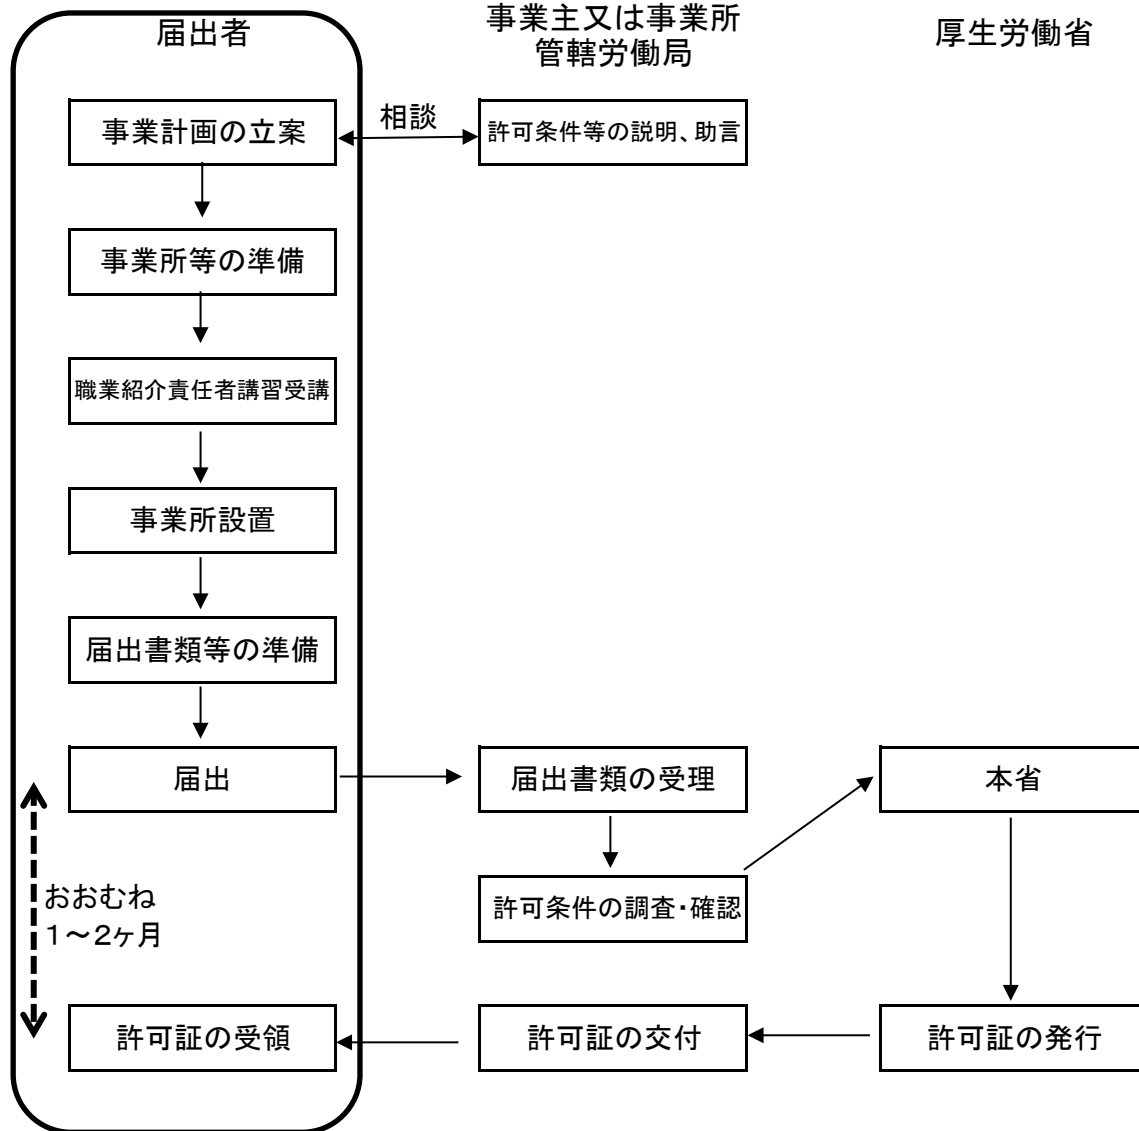 届出者
事業主又は事業所
管轄労働局
厚生労働省
事業計画の立案
相談
許可条件等の説明、助言
事業所等の準備
職業紹介責任者講習受講
事業所設置
届出書類等の準備
届出
届出書類の受理
本省
おおむね
１～２ヶ月
許可条件の調査・確認
許可証の受領
許可証の交付
許可証の発行